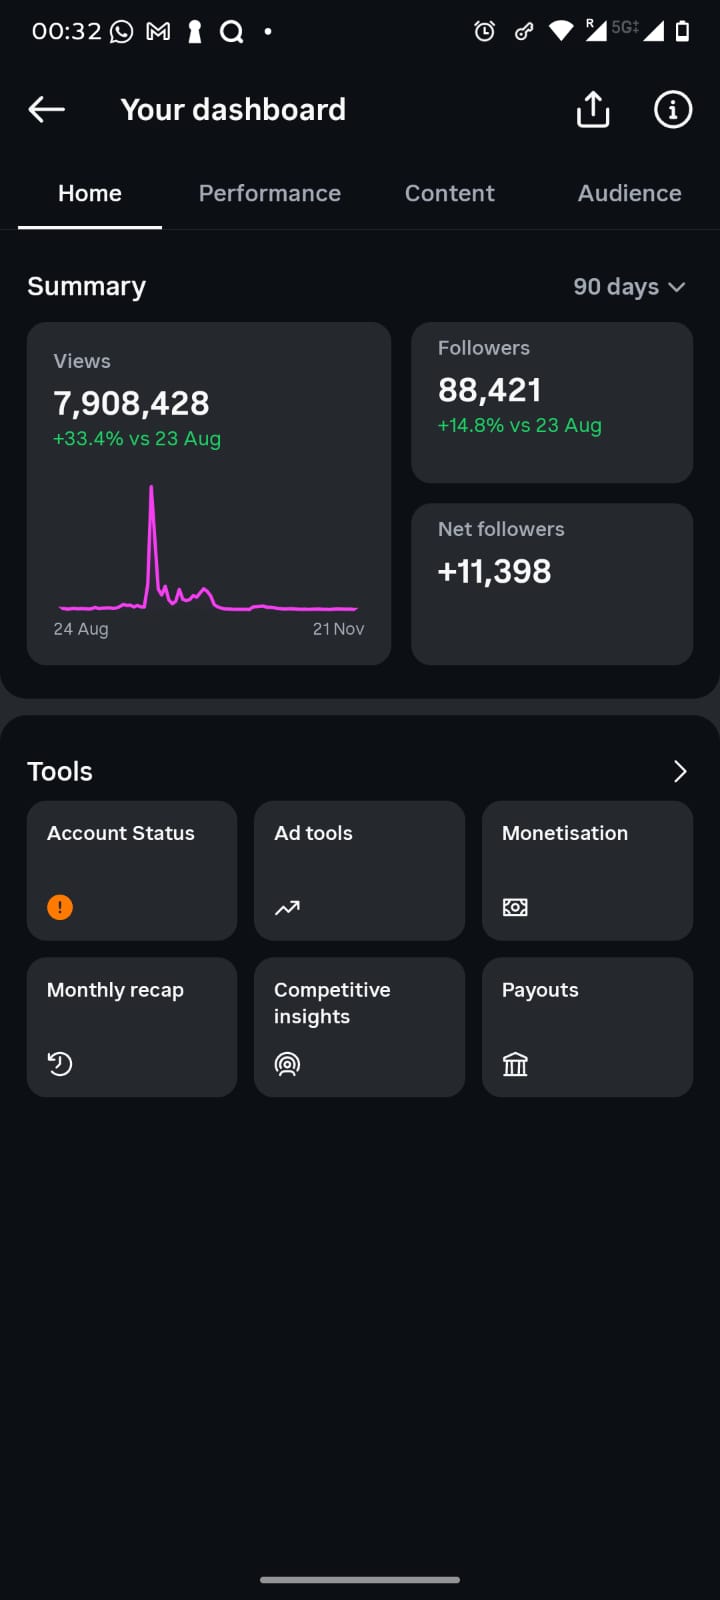 00:32
R 5G‡
Your dashboard
Home Performance Content Audience
Summary
90 days
Views
7,908,428
+33.4% vs 23 Aug
24 Aug 21 Nov
Followers
88,421
+14.8% vs 23 Aug
Net followers
+11,398
Tools
Account Status
!
Ad tools
Monetisation
Monthly recap
Competitive
insights
Payouts